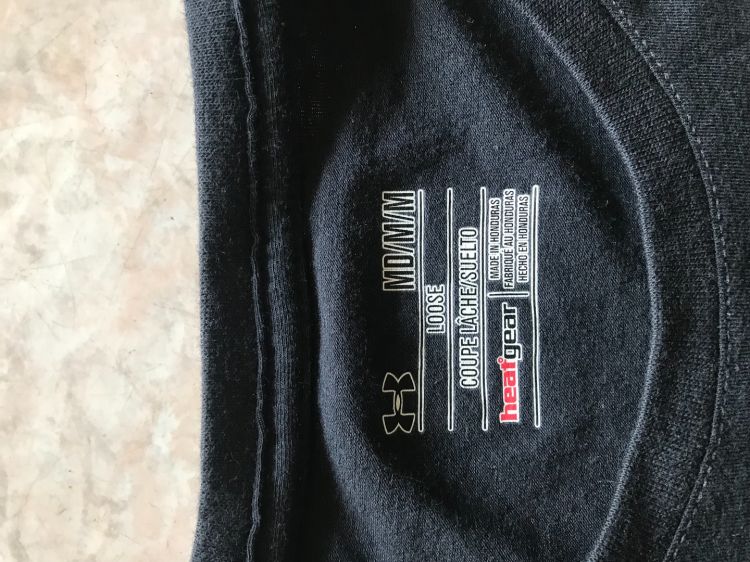 MD/M/M
LOOSE
COUPE LÂCHE/SUELTO
heatgear
MADE IN HONDURAS
FABRIQUÉ AU HONDURAS
HECHO EN HONDURAS